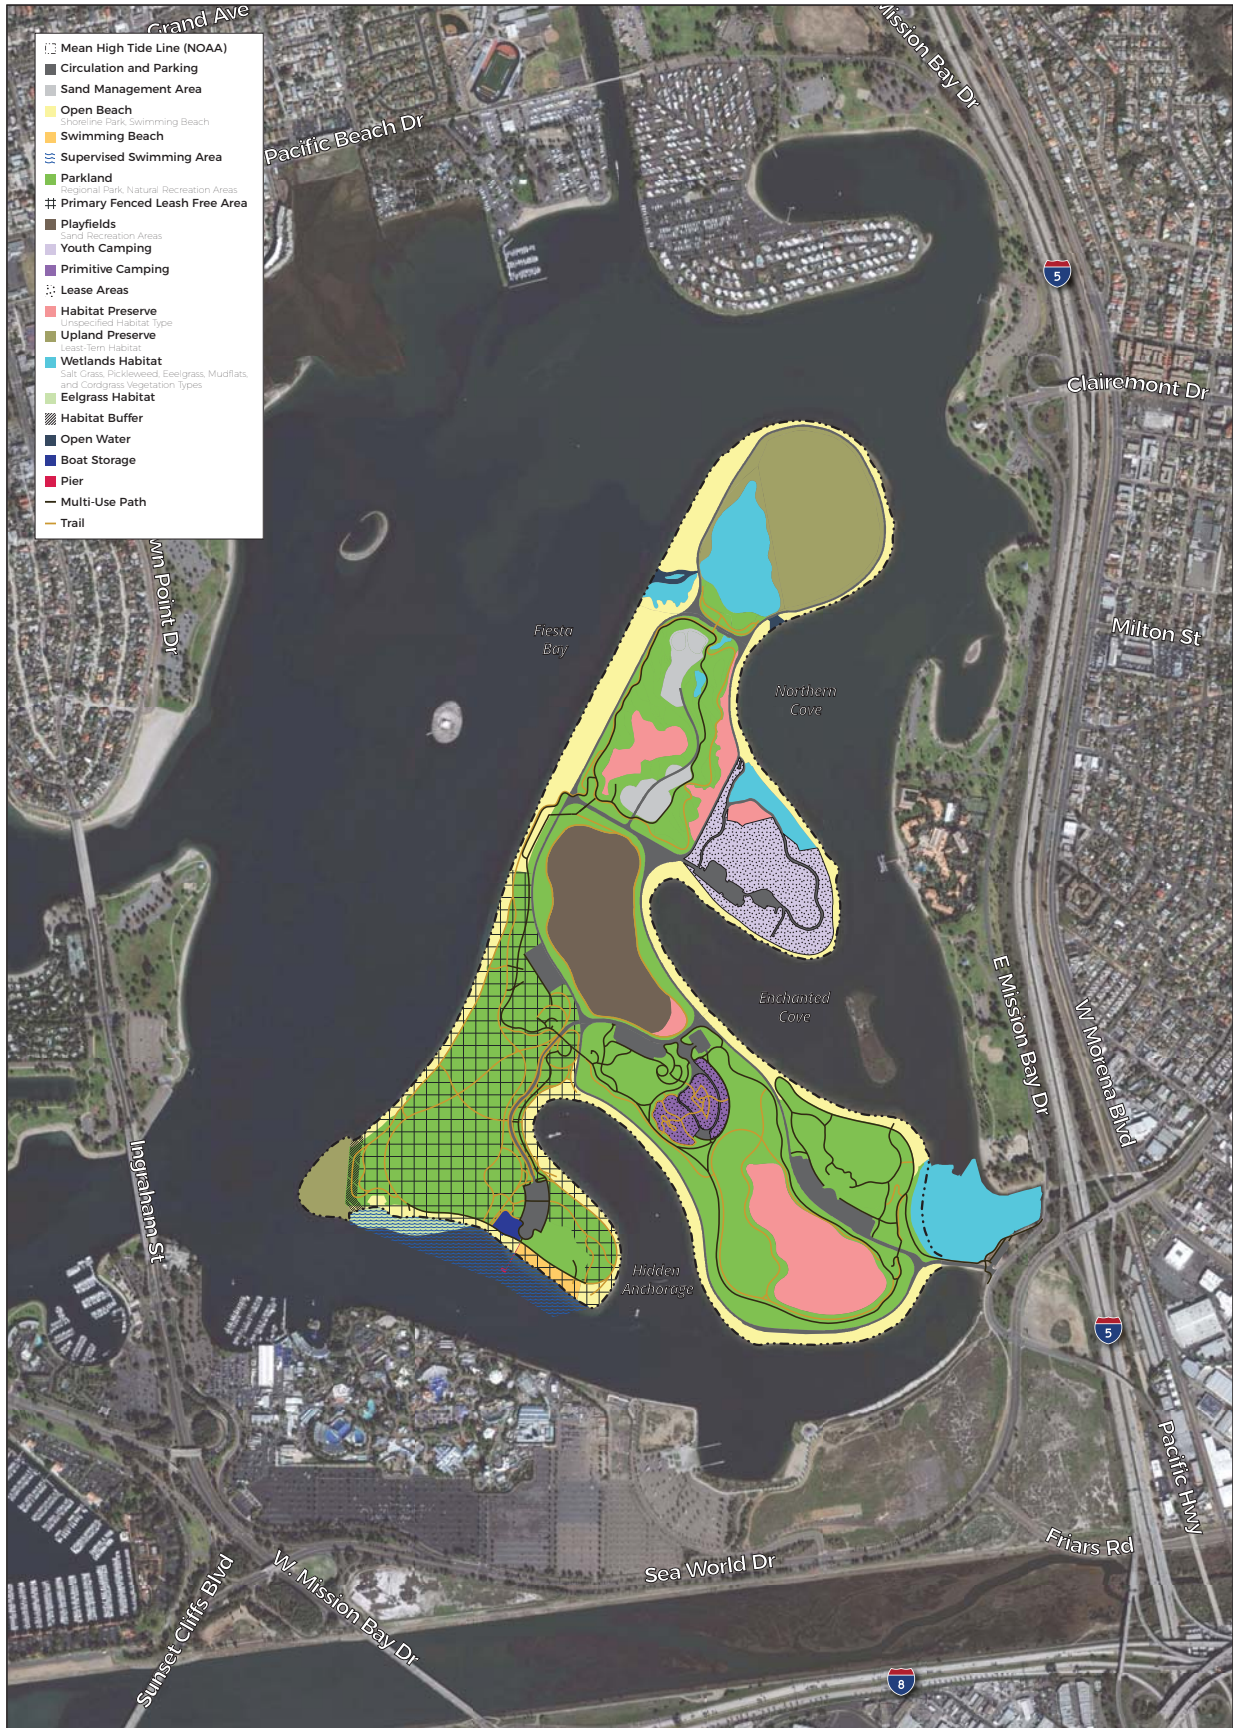 Grand Ave
Mission Bay Dr
Mean High Tide Line (NOAA)
Circulation and Parking
Sand Management Area
Open Beach
Shoreline Park, Swimming Beach
Swimming Beach
Supervised Swimming Area
Parkland
Regional Park, Natural Recreation Areas
Primary Fenced Leash Free Area
Playfields
Sand Recreation Areas
Youth Camping
Primitive Camping
Lease Areas
Habitat Preserve
Unspecified Habitat Type
Upland Preserve
Least-Tern Habitat
Wetlands Habitat
Salt Grass, Pickleweed, Eeelgrass, Mudflats,
and Cordgrass Vegetation Types
Eelgrass Habitat
Habitat Buffer
Open Water
Boat Storage
Pier
Multi-Use Path
Trail
Pacific Beach Dr
5
Clairemont Dr
wn Point Dr
Milton St
Fiesta
Bay
Northern
Cove
Enchanted
Cove
E Mission Bay Dr
W Morena Blvd
Ingraham St
Hidden
Anchorage
5
Pacific Hwy
Friars Rd
Sea World Dr
W. Mission Bay Dr
Sunset Cliffs Blvd
8